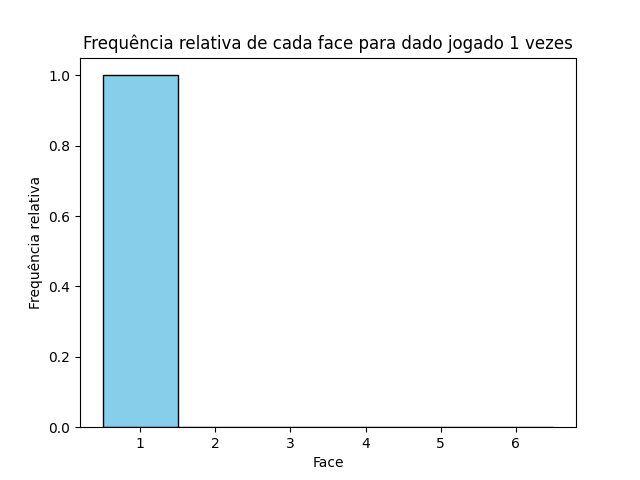 Frequência relativa de cada face para dado jogado 1 vezes
1.0
0.8
0.6
0.4
0.2
0.0
Frequência relativa
1 2 3 4 5 6
Face